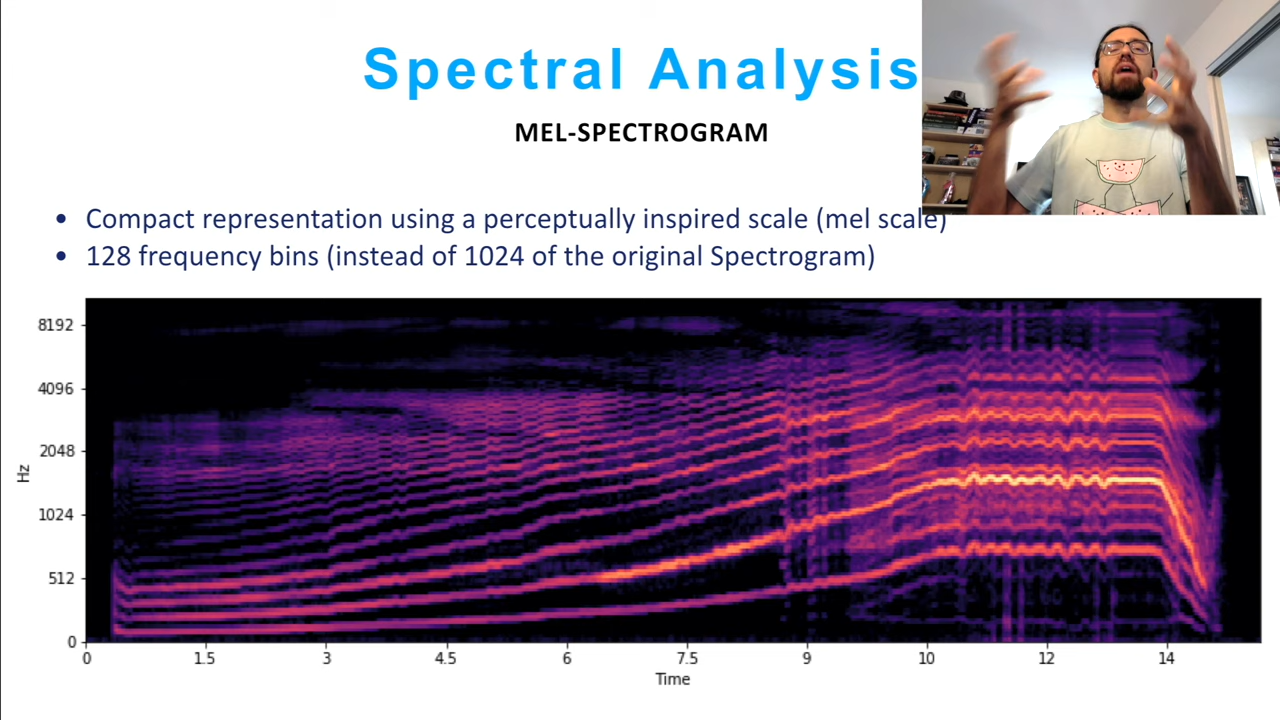 Spectral Analysis
MEL-SPECTROGRAM
• Compact representation using a perceptually inspired scale (mel scale)
• 128 frequency bins (instead of 1024 of the original Spectrogram)
8192
4096
2048
1024
512
0
Hz
0 1.5 3 4.5 6 7.5 9 10 12 14
Time